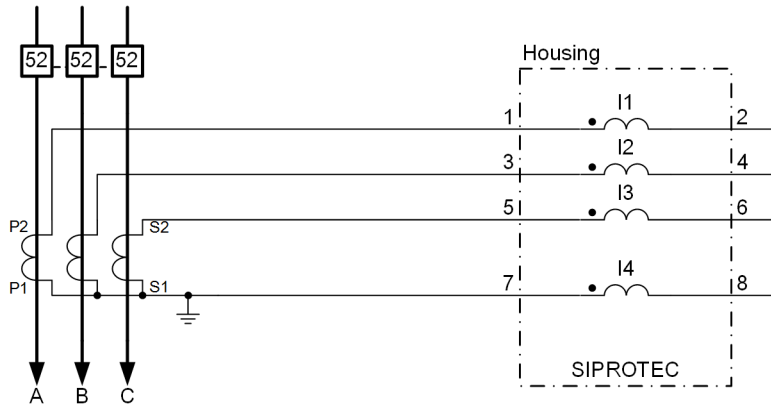 52 52 52
Housing
1 I1 2
3 I2 4
5 I3 6
P2 S2
P1 S1
7 I4 8
SIPROTEC
A B C